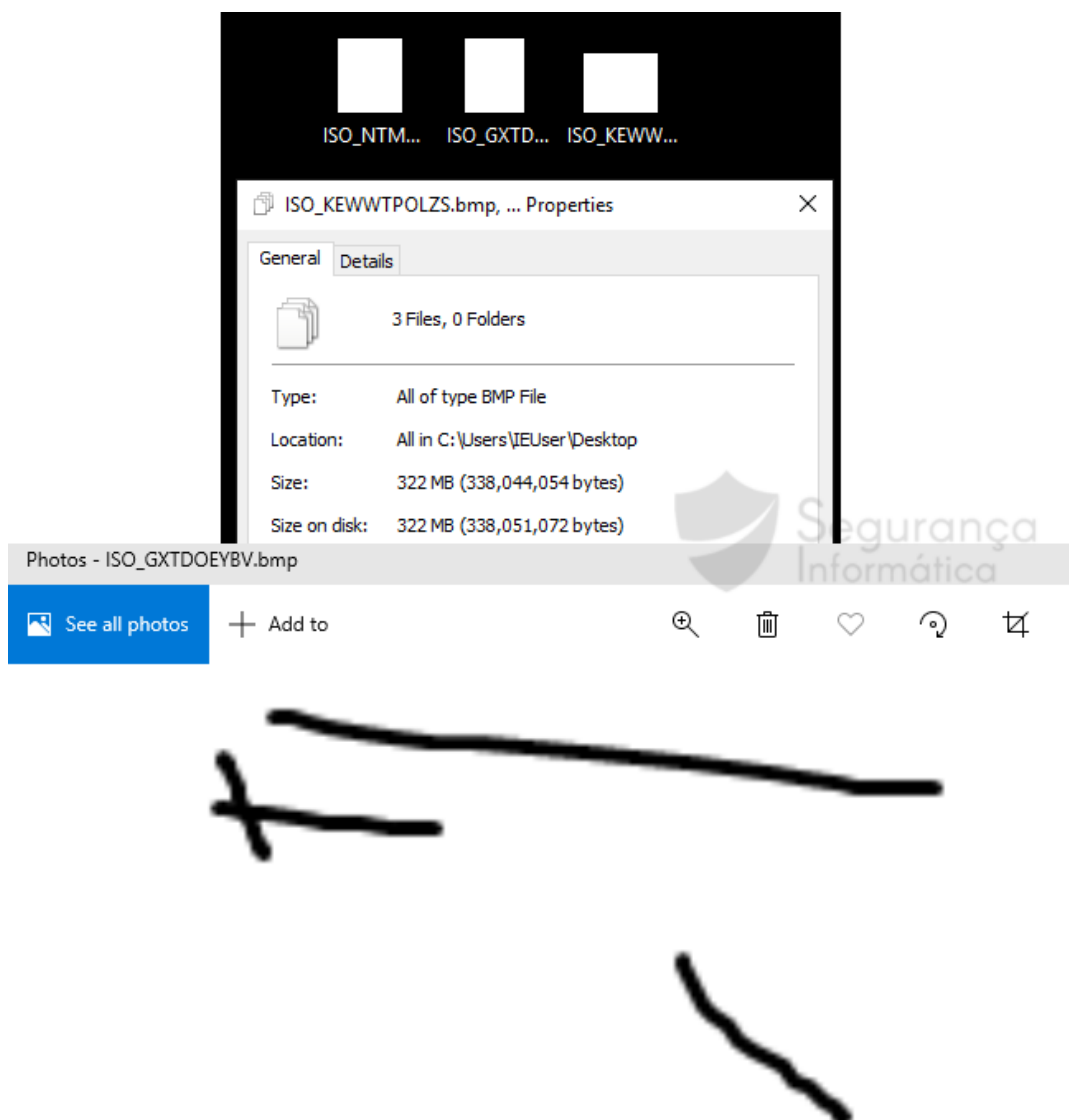 ISO_NTM... ISO_GXTD... ISO_KEWW...
ISO_KEWWTPOLZS.bmp, ... Properties
General Details
3 Files, 0 Folders
Type: All of type BMP File
Location: All in C:\Users\IEUser\Desktop
Size: 322 MB (338,044,054 bytes)
Size on disk: 322 MB (338,051,072 bytes)
Segurança
Informática
Photos - ISO_GXTDOEYBV.bmp
See all photos Add to